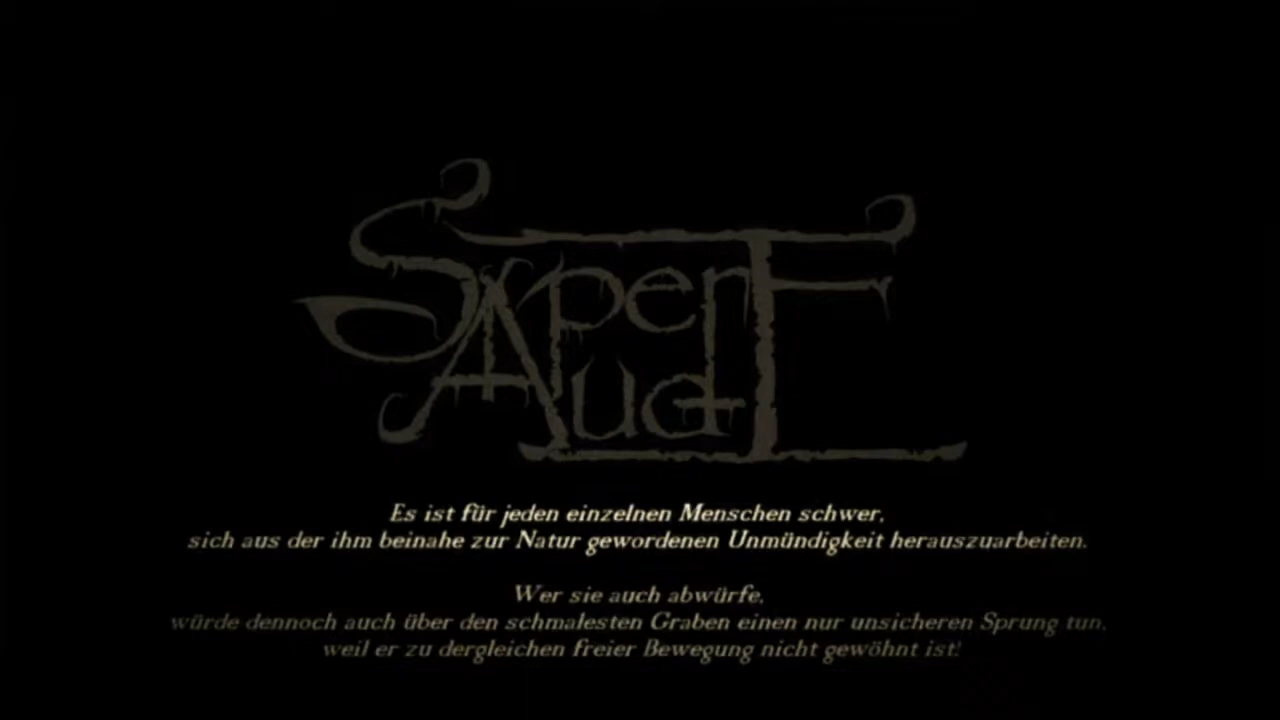 Sapere
Aude
Es ist für jeden einzelnen Menschen schwer,
sich aus der ihm beinahe zur Natur gewordenen Unmündigkeit herauszuarbeiten.
Wer sie auch abwürfe,
würde dennoch auch über den schmalesten Graben einen nur unsicheren Sprung tun,
weil er zu dergleichen freier Bewegung nicht gewöhnt ist!